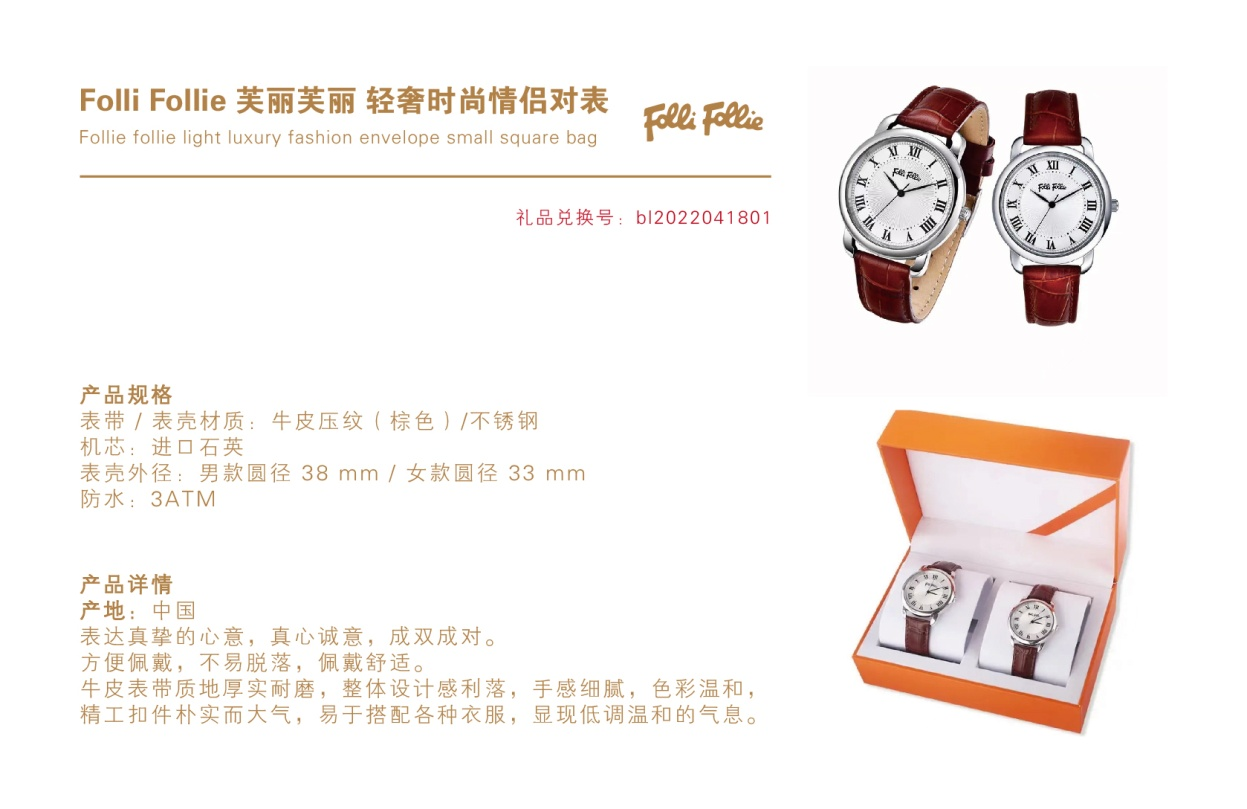 Folli Follie 芙丽芙丽 轻奢时尚情侣对表
Follie follie light luxury fashion envelope small square bag
Folli Follie
礼品兑换号：bl2022041801
产品规格
表带 / 表壳材质：牛皮压纹（棕色）/不锈钢
机芯：进口石英
表壳外径：男款圆径 38 mm / 女款圆径 33 mm
防水：3ATM
产品详情
产地：中国
表达真挚的心意，真心诚意，成双成对。
方便佩戴，不易脱落，佩戴舒适。
牛皮表带质地厚实耐磨，整体设计感利落，手感细腻，色彩温和，
精工扣件朴实而大气，易于搭配各种衣服，显现低调温和的气息。
Folli Follie
Folli Follie